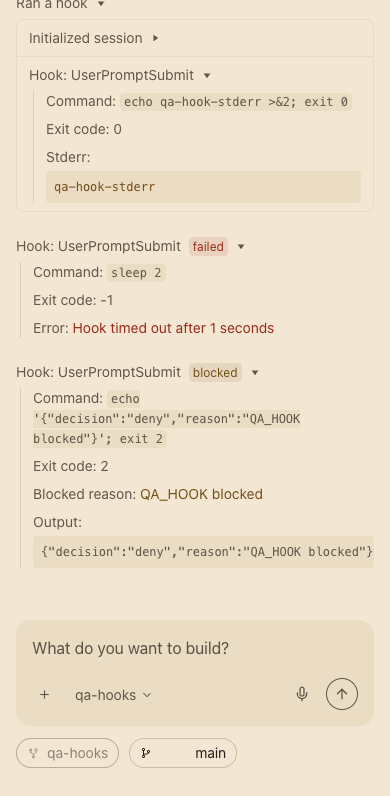 Ran a hook
Initialized session
Hook: UserPromptSubmit
Command: echo qa-hook-stderr >&2; exit 0
Exit code: 0
Stderr:
qa-hook-stderr
Hook: UserPromptSubmit failed
Command: sleep 2
Exit code: -1
Error: Hook timed out after 1 seconds
Hook: UserPromptSubmit blocked
Command: echo
'{"decision":"deny","reason":"QA_HOOK
blocked"}'; exit 2
Exit code: 2
Blocked reason: QA_HOOK blocked
Output:
{"decision":"deny","reason":"QA_HOOK blocked"}
What do you want to build?
qa-hooks
qa-hooks
main